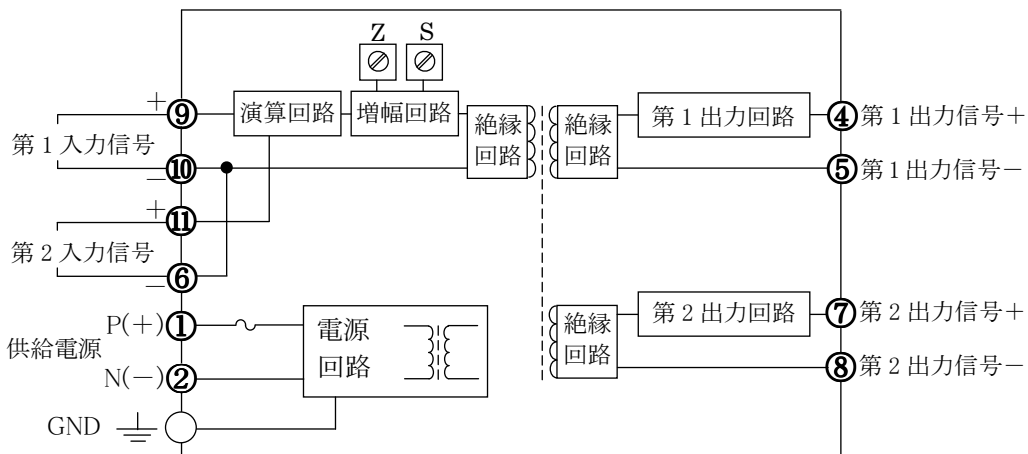 Z
S
+
⑨
演算回路
増幅回路
絶縁
回路
絶縁
回路
第1出力回路
④
第1出力信号+
第1入力信号
⑩
−
⑤
第1出力信号−
+
⑪
第2入力信号
⑥
−
P(+)
①
供給電源
N(−)
②
GND
電源
回路
絶縁
回路
第2出力回路
⑦
第2出力信号+
⑧
第2出力信号−